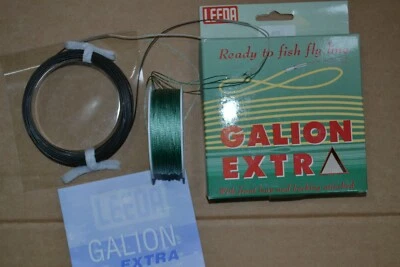 LEEDA
Ready to fish fly line
GALION
EXTRA
LEEDA
GALION
EXTRA